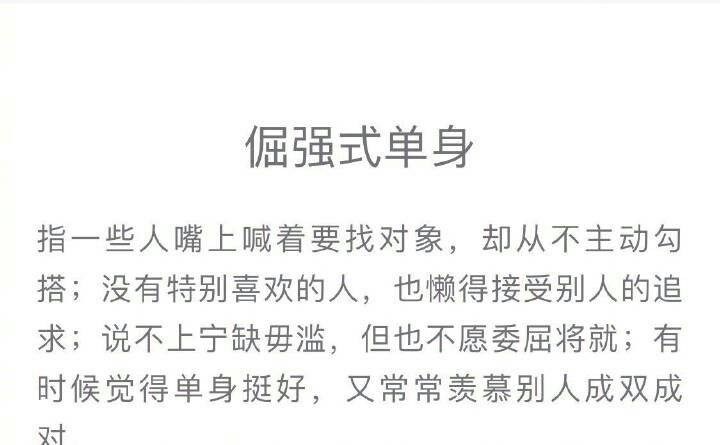 倔强式单身
指一些人嘴上喊着要找对象，却从不主动勾
搭；没有特别喜欢的人，也懒得接受别人的追
求；说不上宁缺毋滥，但也不愿委屈将就；有
时候觉得单身挺好，又常常羡慕别人成双成
对